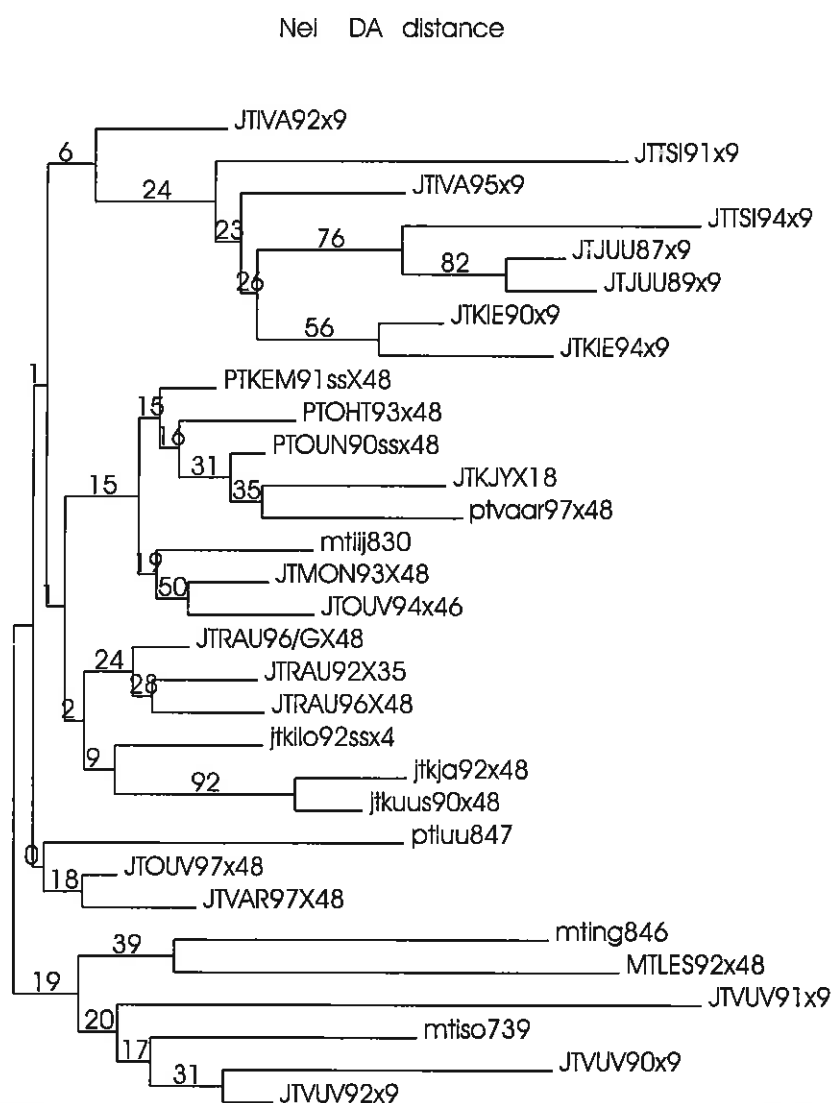 Nei DA distance
JTIVA92x9
6
JTTSI91x9
24
JTIVA95x9
23
JTTSI94x9
76
JTJUU87x9
82
26
JTJUU89x9
JTKIE90x9
56
JTKIE94x9
1
PTKEM91ssX48
15
PTOHT93x48
16
PTOUN90ssx48
31
JTKJYX18
15
35
ptvaar97x48
mtiij830
19
JTMON93X48
50
1
JTOUV94x46
JTRAU96/GX48
24
JTRAU92X35
28
JTRAU96X48
2
jtkilo92ssx4
9
jtkja92x48
92
jtkuus90x48
ptluu847
0
JTOUV97x48
18
JTVAR97X48
mting846
39
MTLES92x48
19
JTVUV91x9
20
mtiso739
17
JTVUV90x9
31
JTVUV92x9